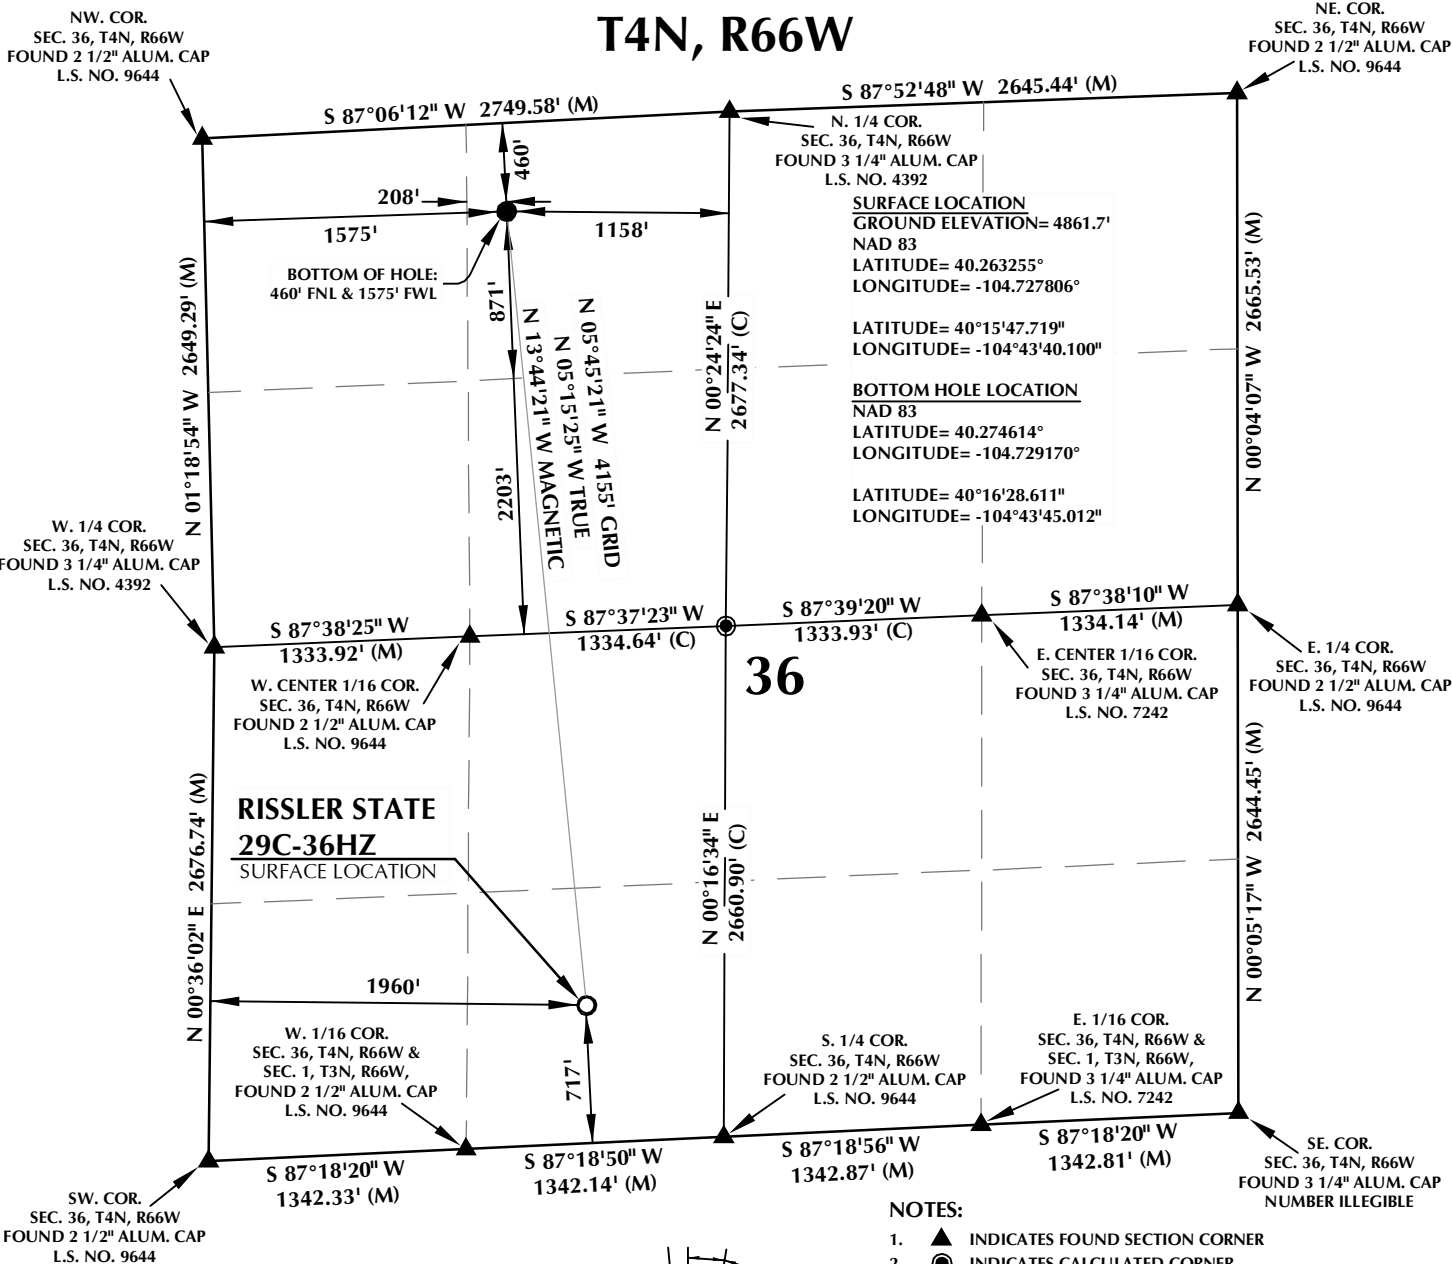 T4N, R66W
NW. COR.
SEC. 36, T4N, R66W
FOUND 2 1/2" ALUM. CAP
L.S. NO. 9644
NE. COR.
SEC. 36, T4N, R66W
FOUND 2 1/2" ALUM. CAP
L.S. NO. 9644
S 87°06'12" W 2749.58' (M)
S 87°52'48" W 2645.44' (M)
N. 1/4 COR.
SEC. 36, T4N, R66W
FOUND 3 1/4" ALUM. CAP
L.S. NO. 4392
460'
208'
1575'
1158'
BOTTOM OF HOLE:
460' FNL & 1575' FWL
SURFACE LOCATION
GROUND ELEVATION= 4861.7'
NAD 83
LATITUDE= 40.263255°
LONGITUDE= -104.727806°
LATITUDE= 40°15'47.719"
LONGITUDE= -104°43'40.100"
BOTTOM HOLE LOCATION
NAD 83
LATITUDE= 40.274614°
LONGITUDE= -104.729170°
LATITUDE= 40°16'28.611"
LONGITUDE= -104°43'45.012"
N 01°18'54" W 2649.29' (M)
871'
2203'
N 05°45'21" W 4155' GRID
N 05°15'25" W TRUE
N 13°44'21" W MAGNETIC
N 00°24'24" E
2677.34' (C)
N 00°04'07" W 2665.53' (M)
W. 1/4 COR.
SEC. 36, T4N, R66W
FOUND 3 1/4" ALUM. CAP
L.S. NO. 4392
S 87°38'25" W
1333.92' (M)
S 87°37'23" W
1334.64' (C)
S 87°39'20" W
1333.93' (C)
S 87°38'10" W
1334.14' (M)
W. CENTER 1/16 COR.
SEC. 36, T4N, R66W
FOUND 2 1/2" ALUM. CAP
L.S. NO. 9644
36
E. CENTER 1/16 COR.
SEC. 36, T4N, R66W
FOUND 3 1/4" ALUM. CAP
L.S. NO. 7242
E. 1/4 COR.
SEC. 36, T4N, R66W
FOUND 2 1/2" ALUM. CAP
L.S. NO. 9644
N 00°36'02" E 2676.74' (M)
RISSLER STATE
29C-36HZ
SURFACE LOCATION
N 00°16'34" E
2660.90' (C)
N 00°05'17" W 2644.45' (M)
1960'
717'
W. 1/16 COR.
SEC. 36, T4N, R66W &
SEC. 1, T3N, R66W,
FOUND 2 1/2" ALUM. CAP
L.S. NO. 9644
S. 1/4 COR.
SEC. 36, T4N, R66W
FOUND 2 1/2" ALUM. CAP
L.S. NO. 9644
E. 1/16 COR.
SEC. 36, T4N, R66W &
SEC. 1, T3N, R66W,
FOUND 3 1/4" ALUM. CAP
L.S. NO. 7242
S 87°18'20" W
1342.33' (M)
S 87°18'50" W
1342.14' (M)
S 87°18'56" W
1342.87' (M)
S 87°18'20" W
1342.81' (M)
SW. COR.
SEC. 36, T4N, R66W
FOUND 2 1/2" ALUM. CAP
L.S. NO. 9644
SE. COR.
SEC. 36, T4N, R66W
FOUND 3 1/4" ALUM. CAP
NUMBER ILLEGIBLE
NOTES:
1. INDICATES FOUND SECTION CORNER
2. INDICATES CALCULATED CORNER